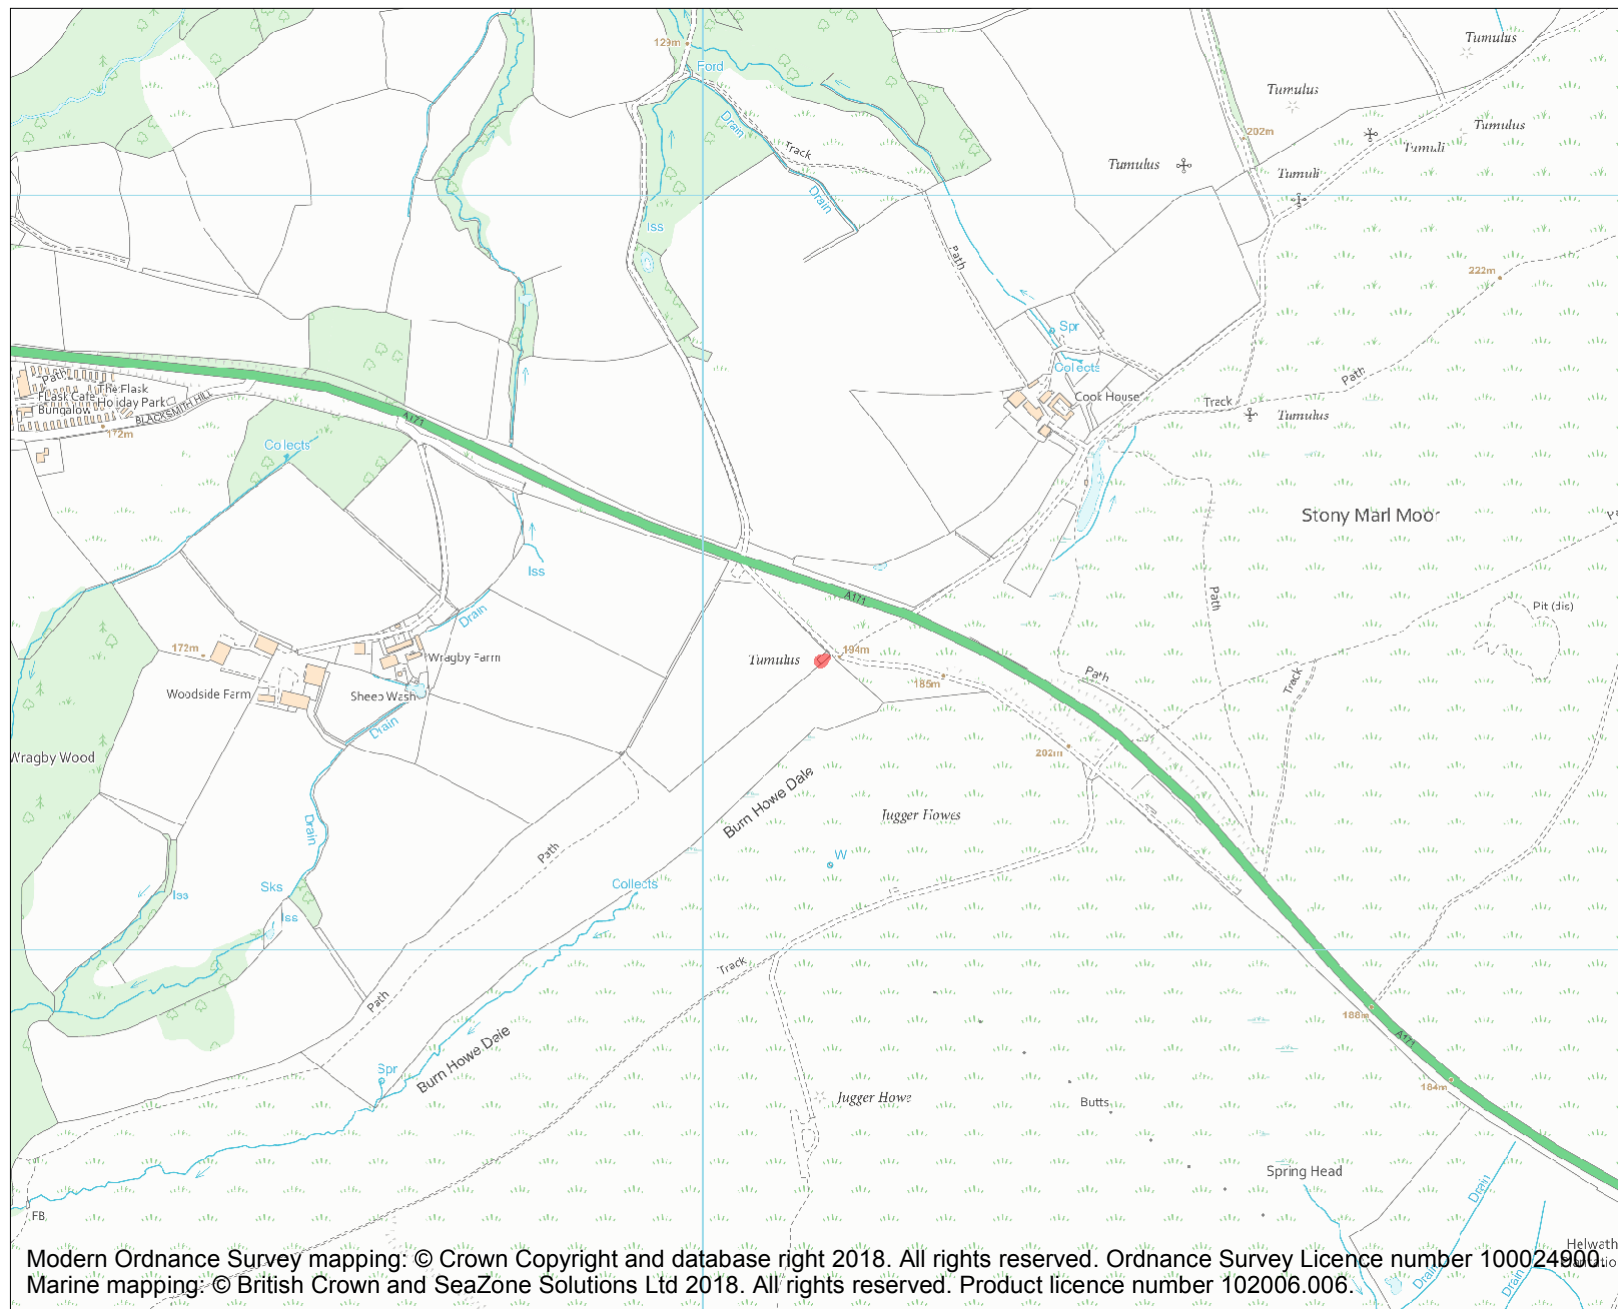 Tumulus
129m
Ford
Tumulus
Drain
Track
202m
Tumulus
Tumuli
Tumulus
Tumuli
Drain
Iss
Path
222m
Spr
Collects
Path
The Flask
Holiday Park
Flask Cafe
Bungalow
BLACKSMITH HILL
172m
A171
Cook House
Track
Path
Tumulus
Collects
Stony Marl Moor
Iss
Path
A171
Drain
Pit (dis)
172m
Wragby Farm
Tumulus
194m
Path
185m
Track
Woodside Farm
Sheep Wash
Drain
Wragby Wood
202m
Burn Howe Dale
Jugger Howes
Drain
Path
W
Iss
Sks
Iss
Collects
Track
Path
188m
A171
Burn Howe Dale
Spr
184m
Jugger Howe
Butts
Spring Head
Drain
FB
Helwath
Drain
Drain
Modern Ordnance Survey mapping: © Crown Copyright and database right 2018. All rights reserved. Ordnance Survey Licence number 100024900.
Marine mapping: © British Crown and SeaZone Solutions Ltd 2018. All rights reserved. Product licence number 102006.006.